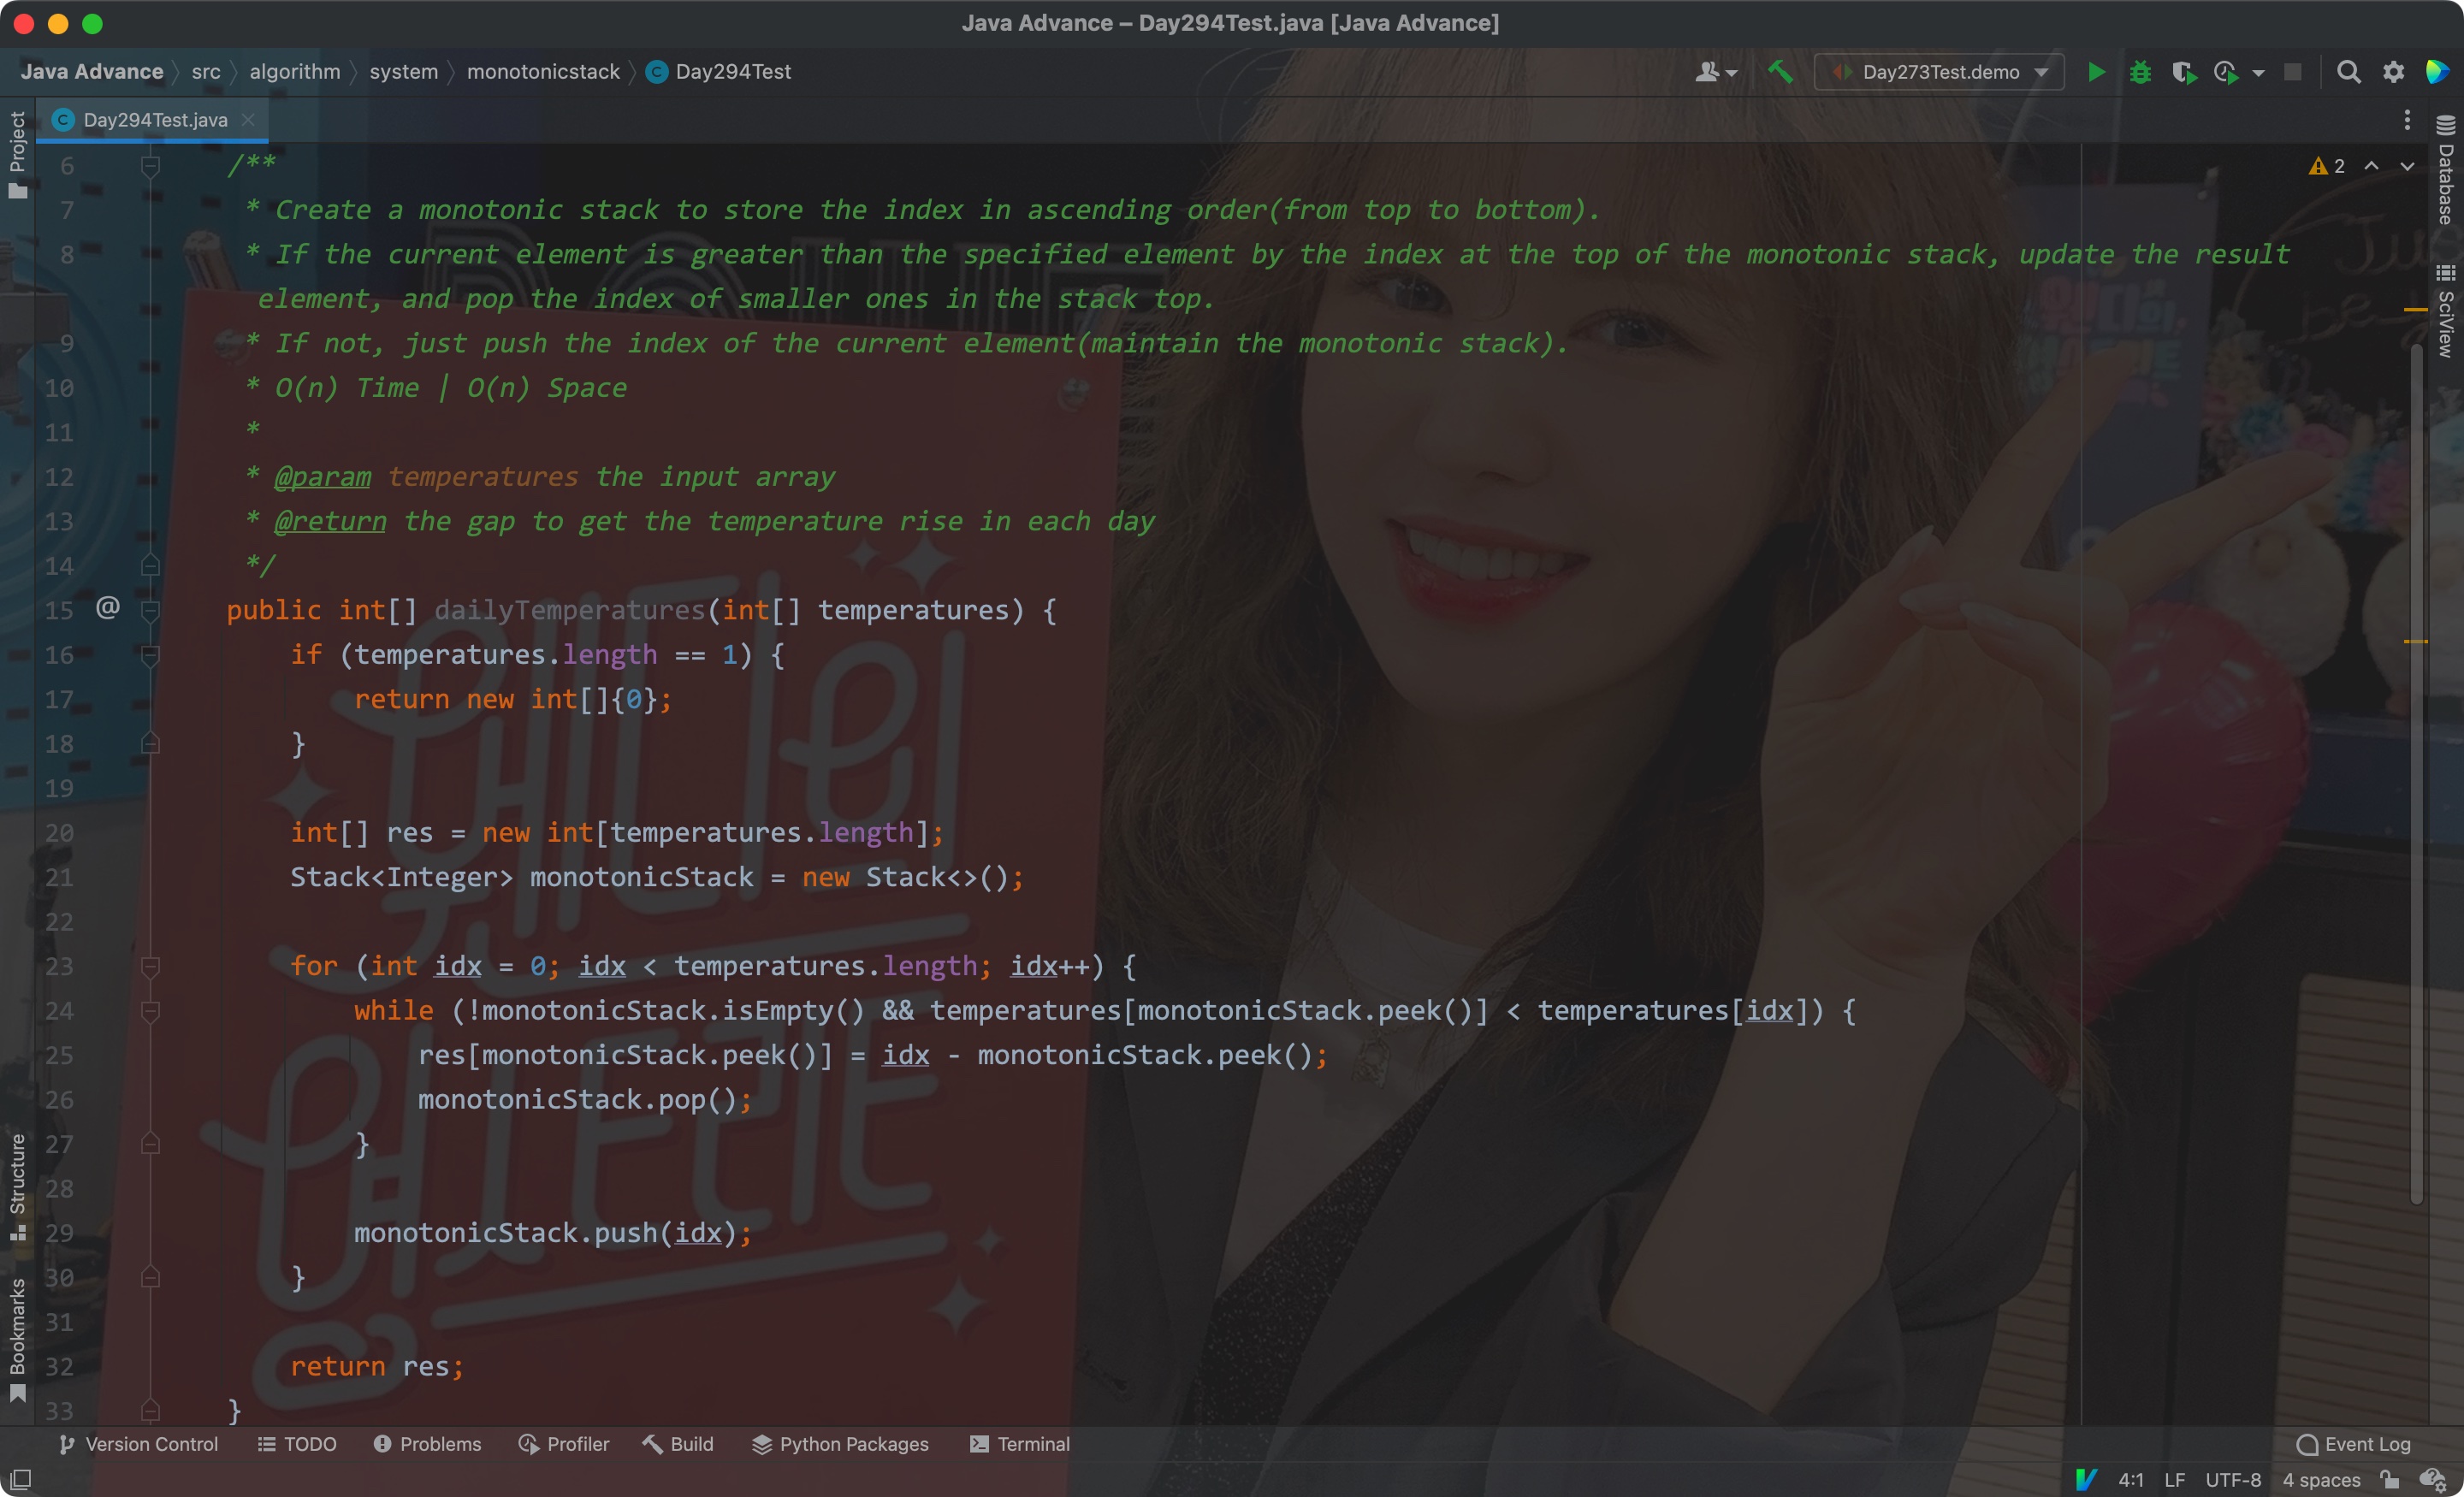 Java Advance – Day294Test.java [Java Advance]
Java Advance src algorithm system monotonicstack Day294Test
Day273Test.demo
Day294Test.java
Project
Database
SciView
Structure
Bookmarks
2
6 /**
7 * Create a monotonic stack to store the index in ascending order(from top to bottom).
8 * If the current element is greater than the specified element by the index at the top of the monotonic stack, update the result
element, and pop the index of smaller ones in the stack top.
9 * If not, just push the index of the current element(maintain the monotonic stack).
10 * O(n) Time | O(n) Space
11 *
12 * @param temperatures the input array
13 * @return the gap to get the temperature rise in each day
14 */
15 @ public int[] dailyTemperatures(int[] temperatures) {
16 if (temperatures.length == 1) {
17 return new int[]{0};
18 }
19
20 int[] res = new int[temperatures.length];
21 Stack<Integer> monotonicStack = new Stack<>();
22
23 for (int idx = 0; idx < temperatures.length; idx++) {
24 while (!monotonicStack.isEmpty() && temperatures[monotonicStack.peek()] < temperatures[idx]) {
25 res[monotonicStack.peek()] = idx - monotonicStack.peek();
26 monotonicStack.pop();
27 }
28
29 monotonicStack.push(idx);
30 }
31
32 return res;
33 }
웬디의
영스트리트
Version Control TODO Problems Profiler Build Python Packages Terminal Event Log
4:1 LF UTF-8 4 spaces